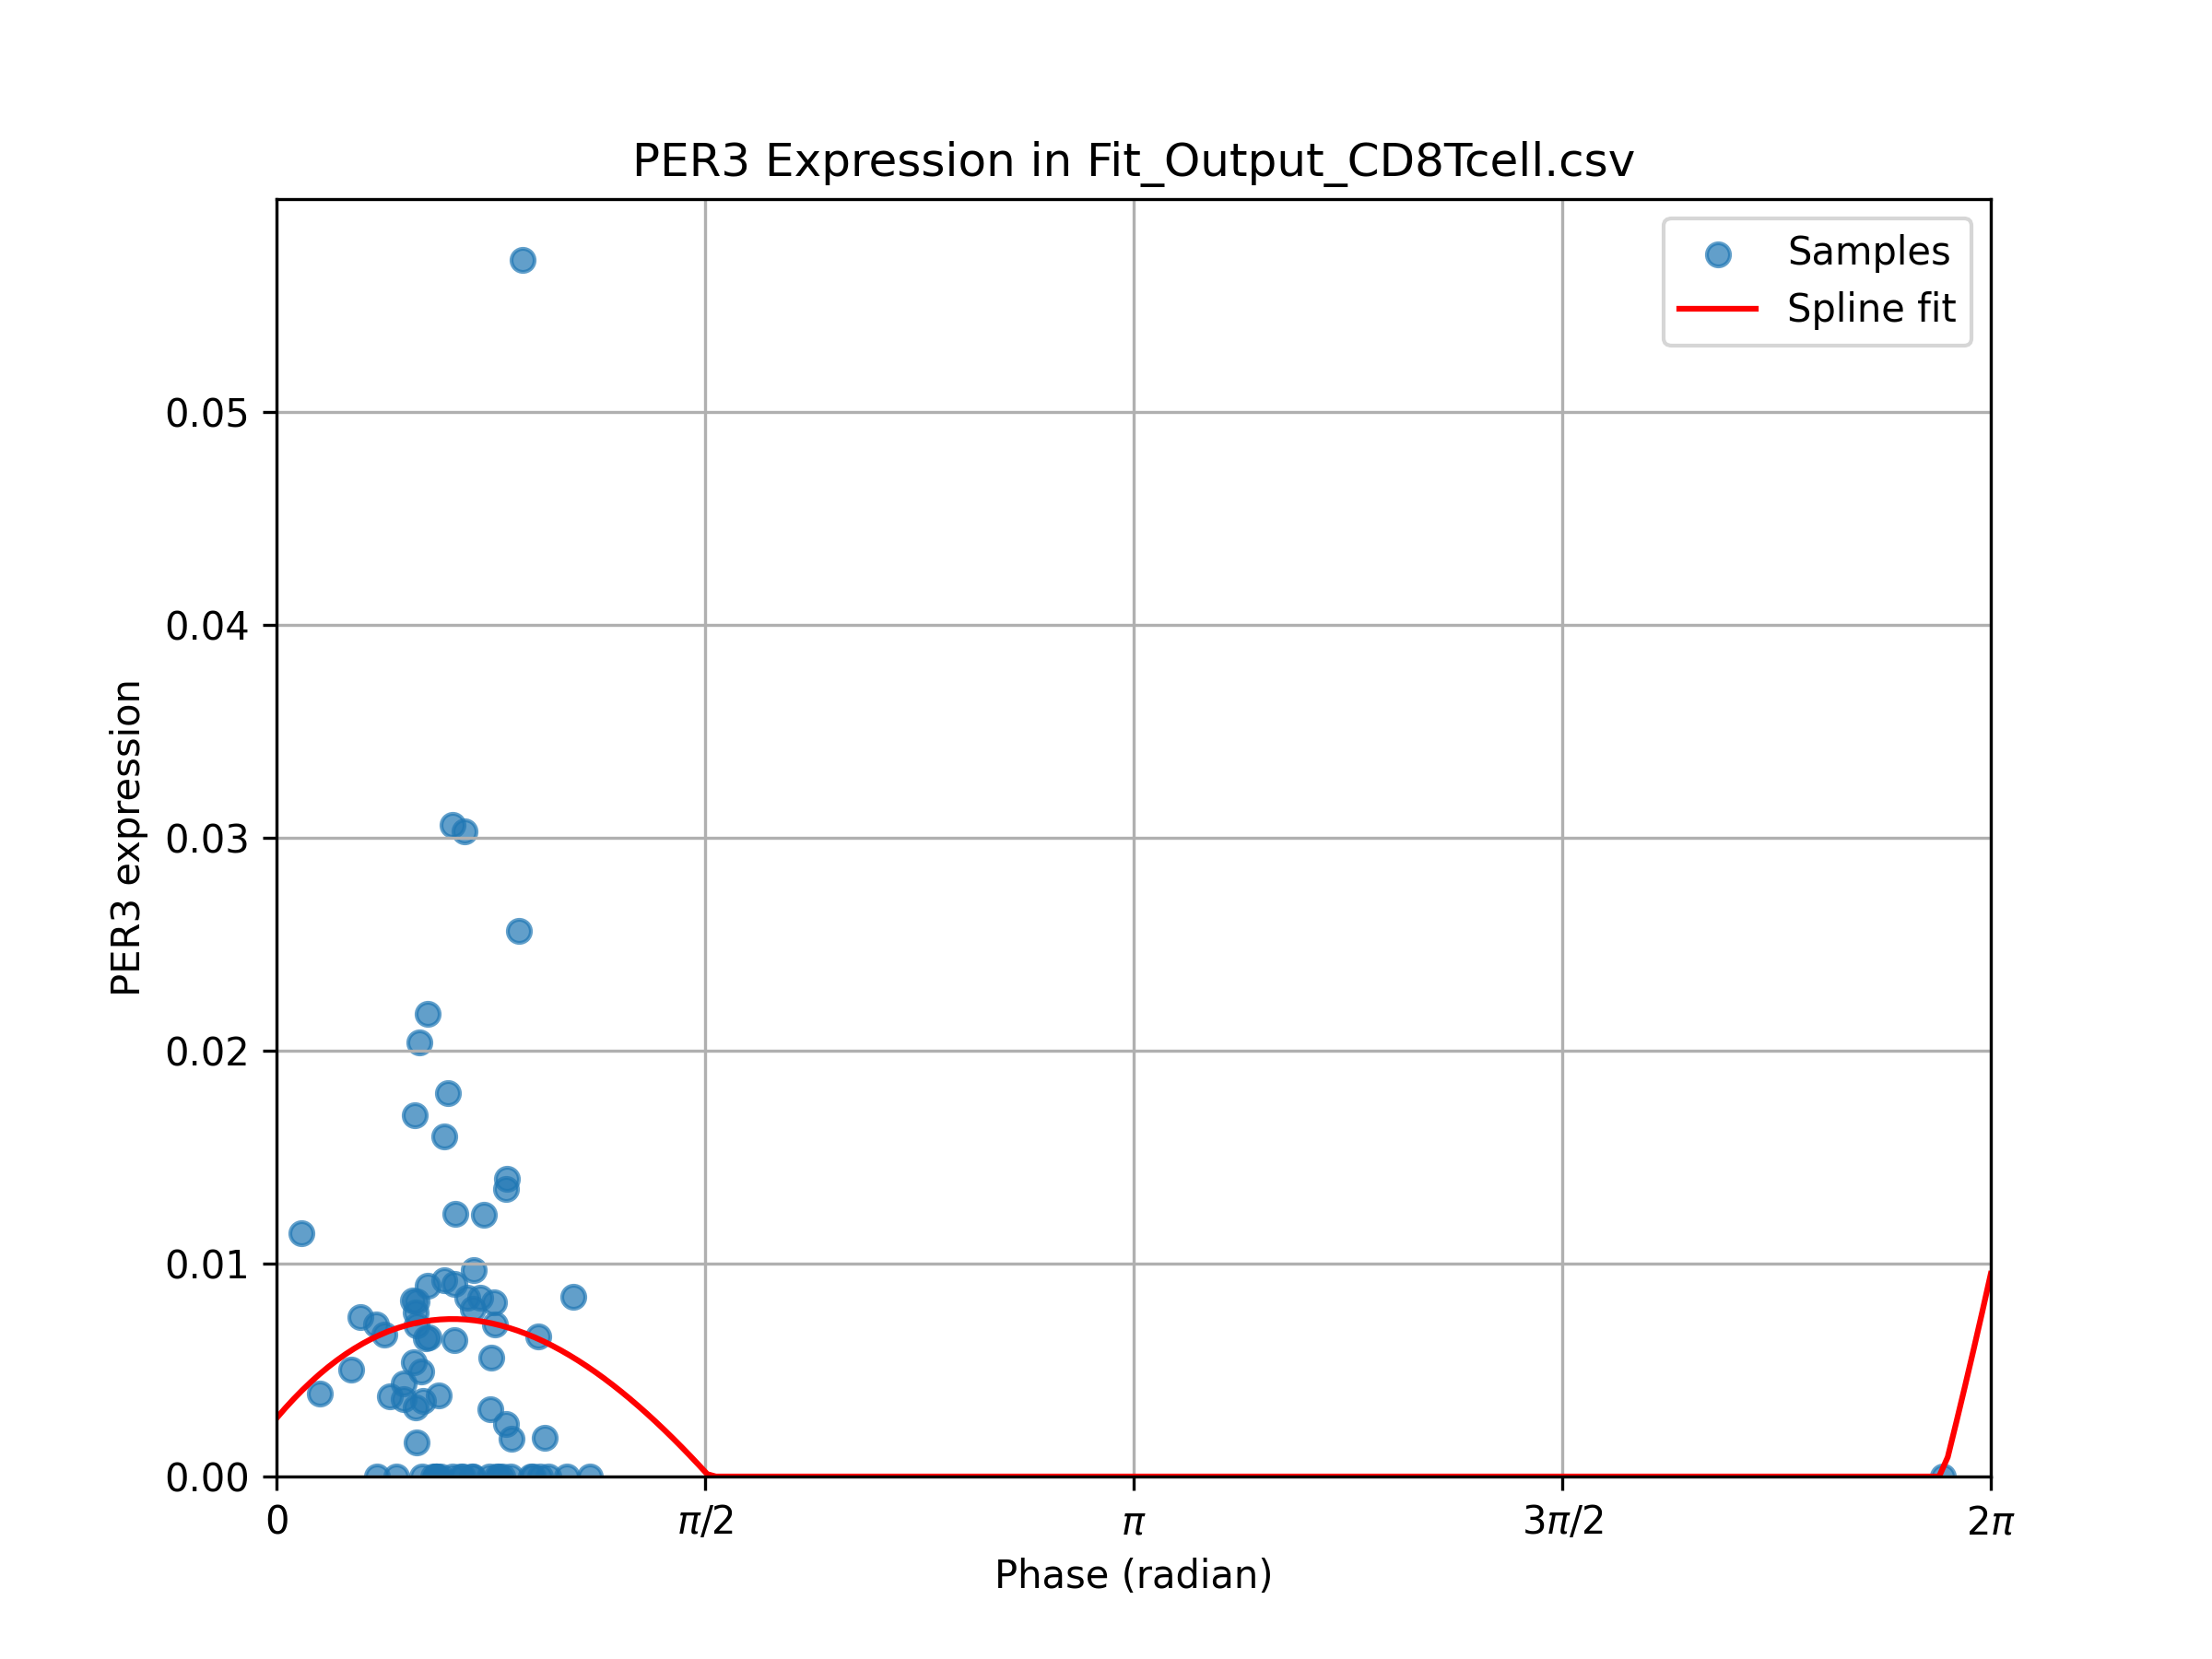 PER3 Expression in Fit_Output_CD8Tcell.csv
Samples
Spline fit
PER3 expression
0.05
0.04
0.03
0.02
0.01
0.00
0
π/2
π
3π/2
2π
Phase (radian)